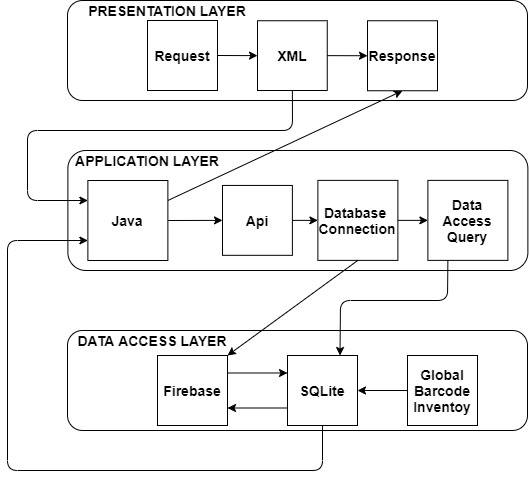 PRESENTATION LAYER
Request
XML
Response
APPLICATION LAYER
Java
Api
Database
Connection
Data
Access
Query
DATA ACCESS LAYER
Firebase
SQLite
Global
Barcode
Inventoy